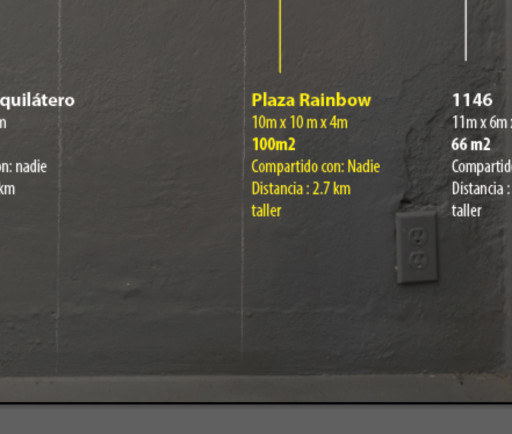 quilátero
Plaza Rainbow
10m x 10 m x 4m
100m2
Compartido con: Nadie
Distancia : 2.7 km
taller
1146
11m x 6m
66 m2
Compartid
Distancia :
taller
n: nadie
km